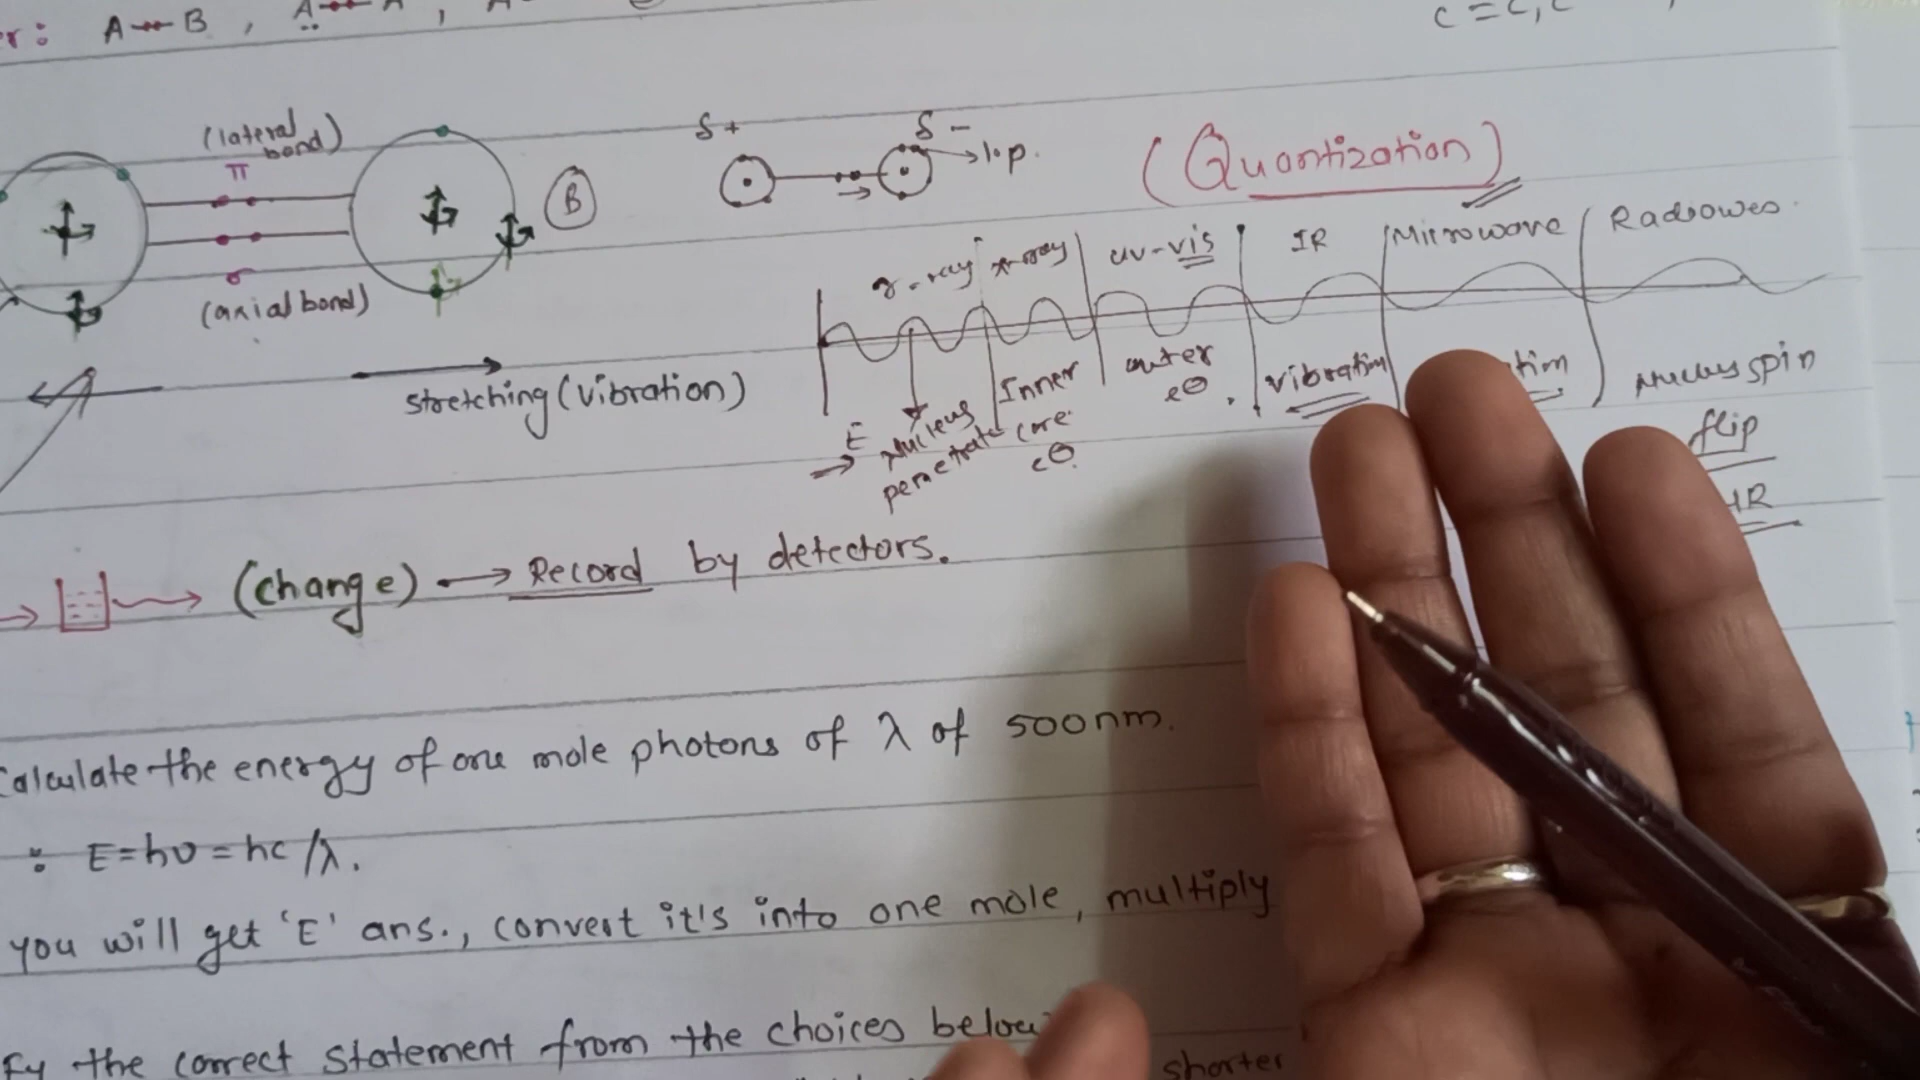 A B , A A ,
(lateral bond)
π
σ
(axial bond)
B
δ+
δ-
l.p.
(Quantization)
γ-ray x-ray uv-vis IR Microwave Radiowes
E Nucleus penetrate Inner core e⊖ outer e⊖ vibration Nucleus spin
flip
stretching (vibration)
(change) → Record by detectors.
Calculate the energy of one mole photons of λ of 500nm.
: E=hυ=hc/λ.
you will get 'E' ans., convert it's into one mole, multiply
fy the correct statement from the choices below
shorter